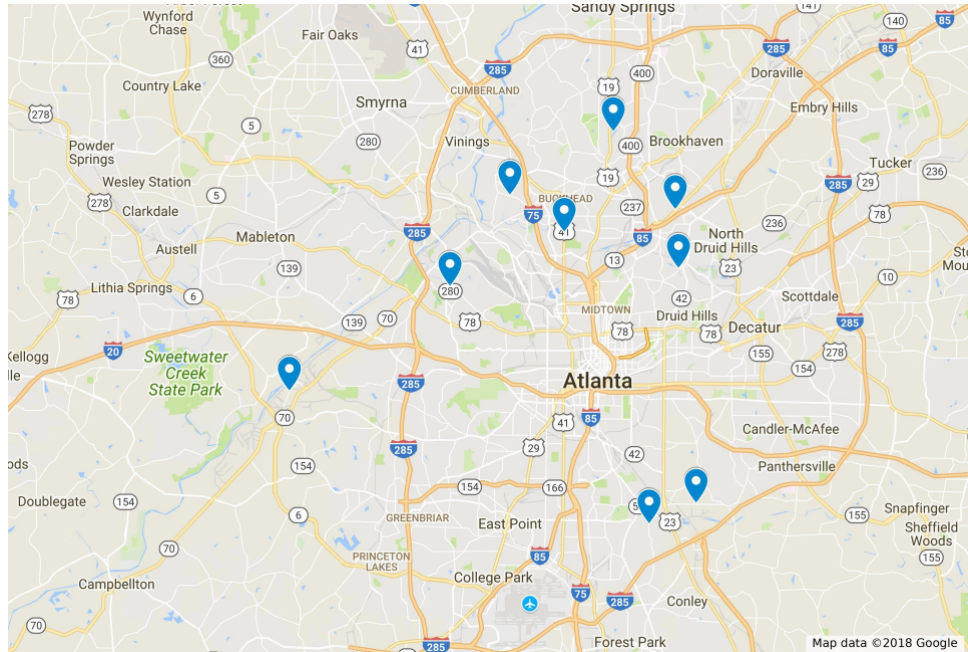 Sandy Springs
141
Wynford
Chase
Fair Oaks
41
285
19
400
285
85
140
85
360
Doraville
Country Lake
CUMBERLAND
Smyrna
Embry Hills
278
5
280
Vinings
400
Brookhaven
Powder
Springs
Tucker
Wesley Station
5
19
285
29
236
278
Clarkdale
BUCKHEAD
75
237
78
Austell
Mableton
285
41
85
236
North
Druid Hills
139
13
23
Lithia Springs
6
280
42
10
78
139
70
78
MIDTOWN
78
Druid Hills
78
Scottdale
Decatur
285
Kellogg
20
155
278
Sweetwater
Creek
State Park
285
Atlanta
154
70
41
85
Candler-McAfee
29
42
285
154
Panthersville
Doublegate
154
6
154
166
23
155
Snapfinger
GREENBRIAR
East Point
Sheffield
Woods
70
85
155
PRINCETON
LAKES
College Park
Campbellton
75
285
Conley
70
285
Forest Park
Map data ©2018 Google